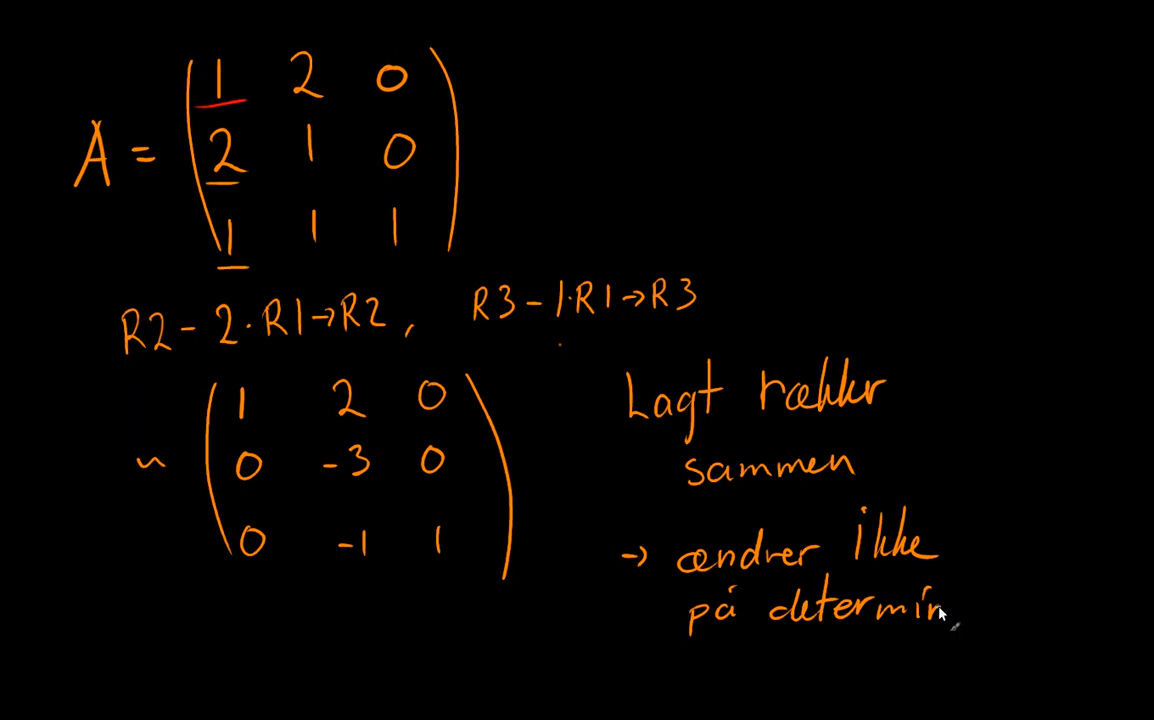 1 2 0
A = 2 1 0
1 1 1
R2 - 2 · R1 → R2, R3 - 1 · R1 → R3
1 2 0
~ 0 -3 0
0 -1 1
Lagt rækker
sammen
→ ændrer ikke
på determin